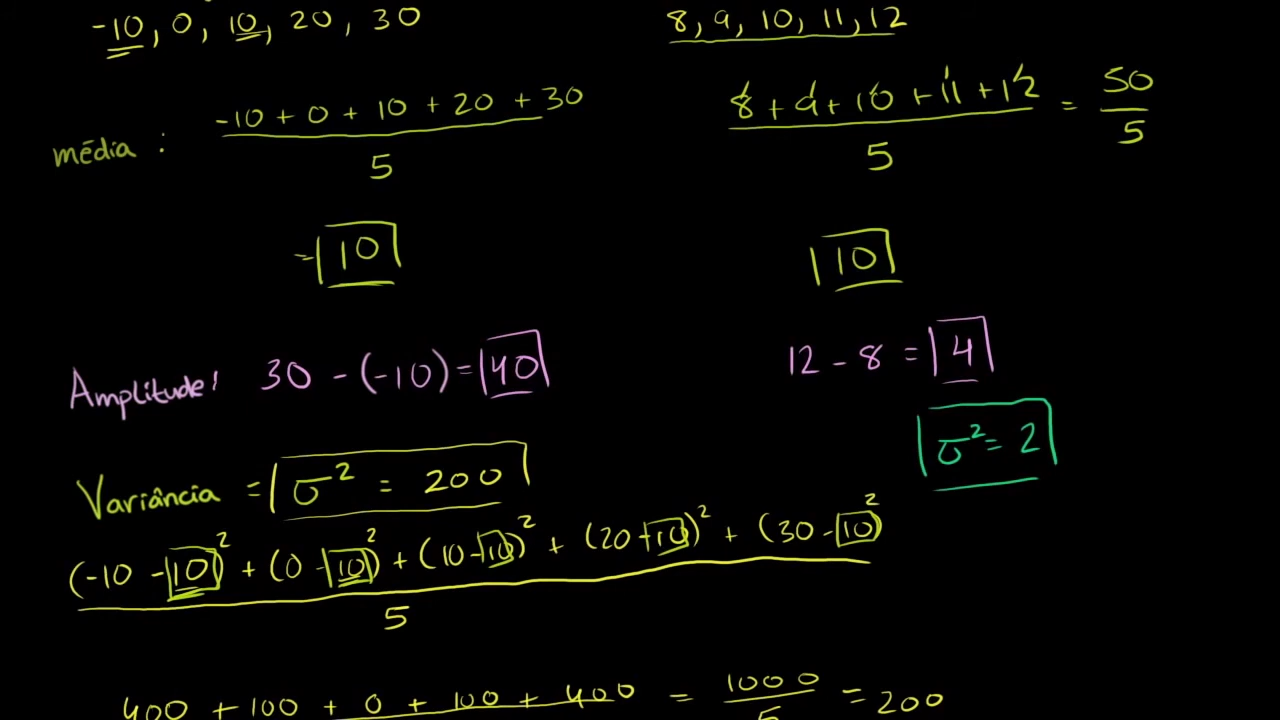 -10, 0, 10, 20, 30
8, 9, 10, 11, 12
média : -10 + 0 + 10 + 20 + 30
5
8 + 9 + 10 + 11 + 12 = 50
5 5
= 10
10
Amplitude: 30 - (-10) = 40
12 - 8 = 4
σ² = 2
Variância = σ² = 200
(-10 - 10)² + (0 - 10)² + (10 - 10)² + (20 - 10)² + (30 - 10)²
5
400 + 100 + 0 + 100 + 400 = 1000 = 200
5